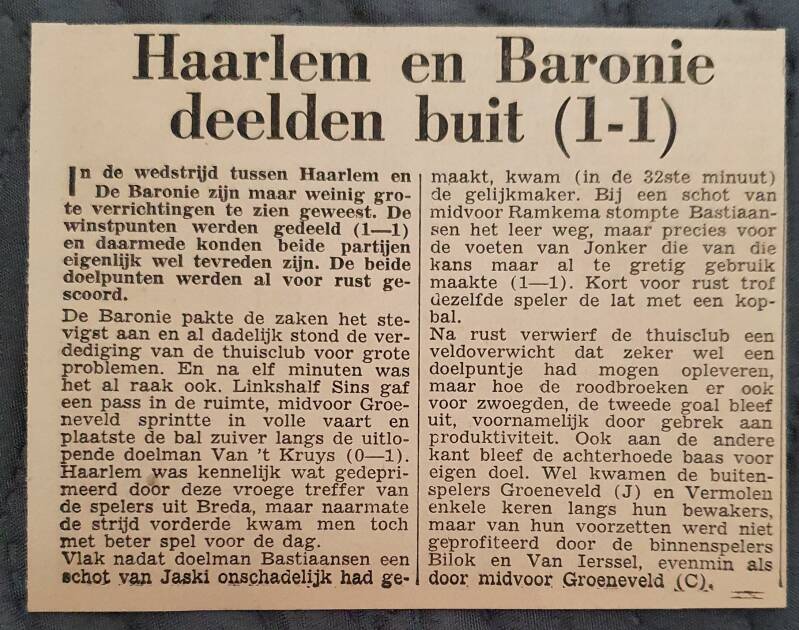 Haarlem en Baronie
deelden buit (1-1)
In de wedstrijd tussen Haarlem en
De Baronie zijn maar weinig gro-
te verrichtingen te zien geweest. De
winstpunten werden gedeeld (1—1)
en daarmede konden beide partijen
eigenlijk wel tevreden zijn. De beide
doelpunten werden al voor rust ge-
scoord.
De Baronie pakte de zaken het ste-
vigst aan en al dadelijk stond de ver-
dediging van de thuisclub voor grote
problemen. En na elf minuten was
het al raak ook. Linkshalf Sins gaf
een pass in de ruimte, midvoor Groe-
neveld sprintte in volle vaart en
plaatste de bal zuiver langs de uitlo-
pende doelman Van 't Kruys (0—1).
Haarlem was kennelijk wat gedepri-
meerd door deze vroege treffer van
de spelers uit Breda, maar naarmate
de strijd vorderde kwam men toch
met beter spel voor de dag.
Vlak nadat doelman Bastiaansen een
schot van Jaski onschadelijk had ge-
maakt, kwam (in de 32ste minuut)
de gelijkmaker. Bij een schot van
midvoor Ramkema stompte Bastiaan-
sen het leer weg, maar precies voor
de voeten van Jonker die van die
kans maar al te gretig gebruik
maakte (1—1). Kort voor rust trof
dezelfde speler de lat met een kop-
bal.
Na rust verwierf de thuisclub een
veldoverwicht dat zeker wel een
doelpuntje had mogen opleveren,
maar hoe de roodbroeken er ook
voor zwoegden, de tweede goal bleef
uit, voornamelijk door gebrek aan
produktiviteit. Ook aan de andere
kant bleef de achterhoede baas voor
eigen doel. Wel kwamen de buiten-
spelers Groeneveld (J) en Vermolen
enkele keren langs hun bewakers,
maar van hun voorzetten werd niet
geprofiteerd door de binnenspelers
Bilok en Van Ierssel, evenmin als
door midvoor Groeneveld (C).